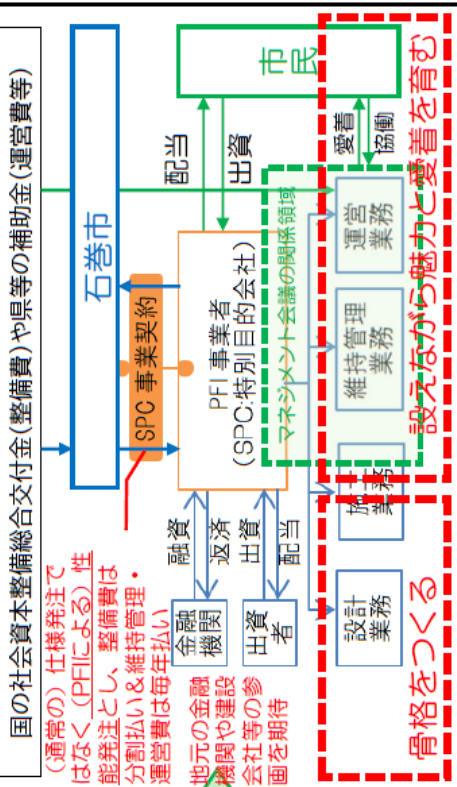 国の社会資本整備総合交付金(整備費)や県等の補助金(運営費等)
石巻市
市民
(通常の)仕様発注で
はなく(PFIによる)性
能発注とし、整備費は
分割払い&維持管理・
運営費は毎年払い
SPC 事業契約
配当
出資
PFI 事業者
(SPC:特別目的会社)
融資
返済
出資
配当
金融
機関
出資
者
地元の金融
機関や建設
会社等の参
画を期待
マネジメント会議の関係領域
愛着
協働
設計
業務
施工
業務
維持管理
業務
運営
業務
骨格をつくる
設えながら魅力と愛着を育む